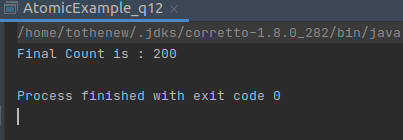 AtomicExample_q12 ×
/home/tothenew/.jdks/corretto-1.8.0_282/bin/java
Final Count is : 200
Process finished with exit code 0